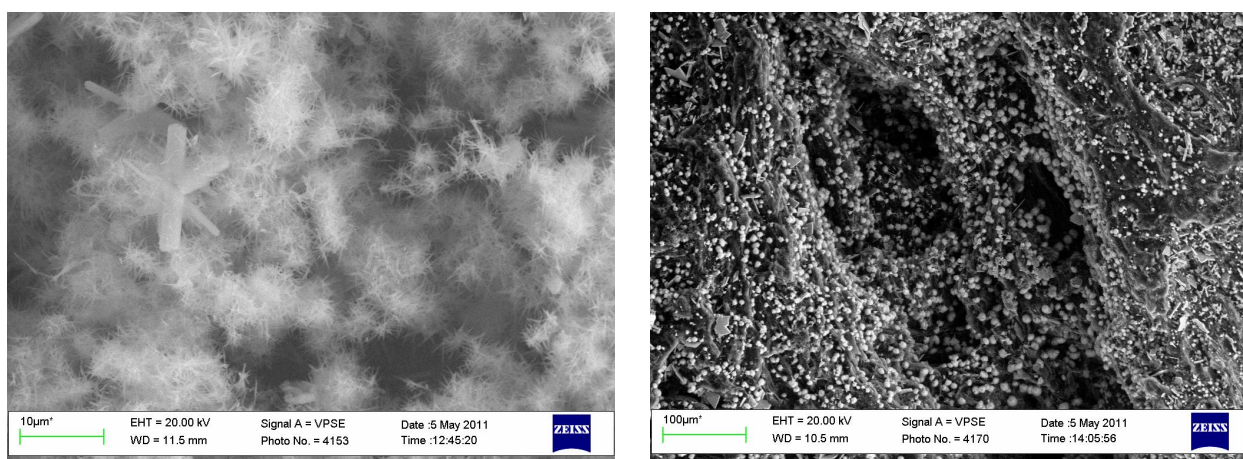 10µm*
EHT = 20.00 kV
Signal A = VPSE
Date :5 May 2011
ZEISS
WD = 11.5 mm
Photo No. = 4153
Time :12:45:20
100µm*
EHT = 20.00 kV
Signal A = VPSE
Date :5 May 2011
ZEISS
WD = 10.5 mm
Photo No. = 4170
Time :14:05:56